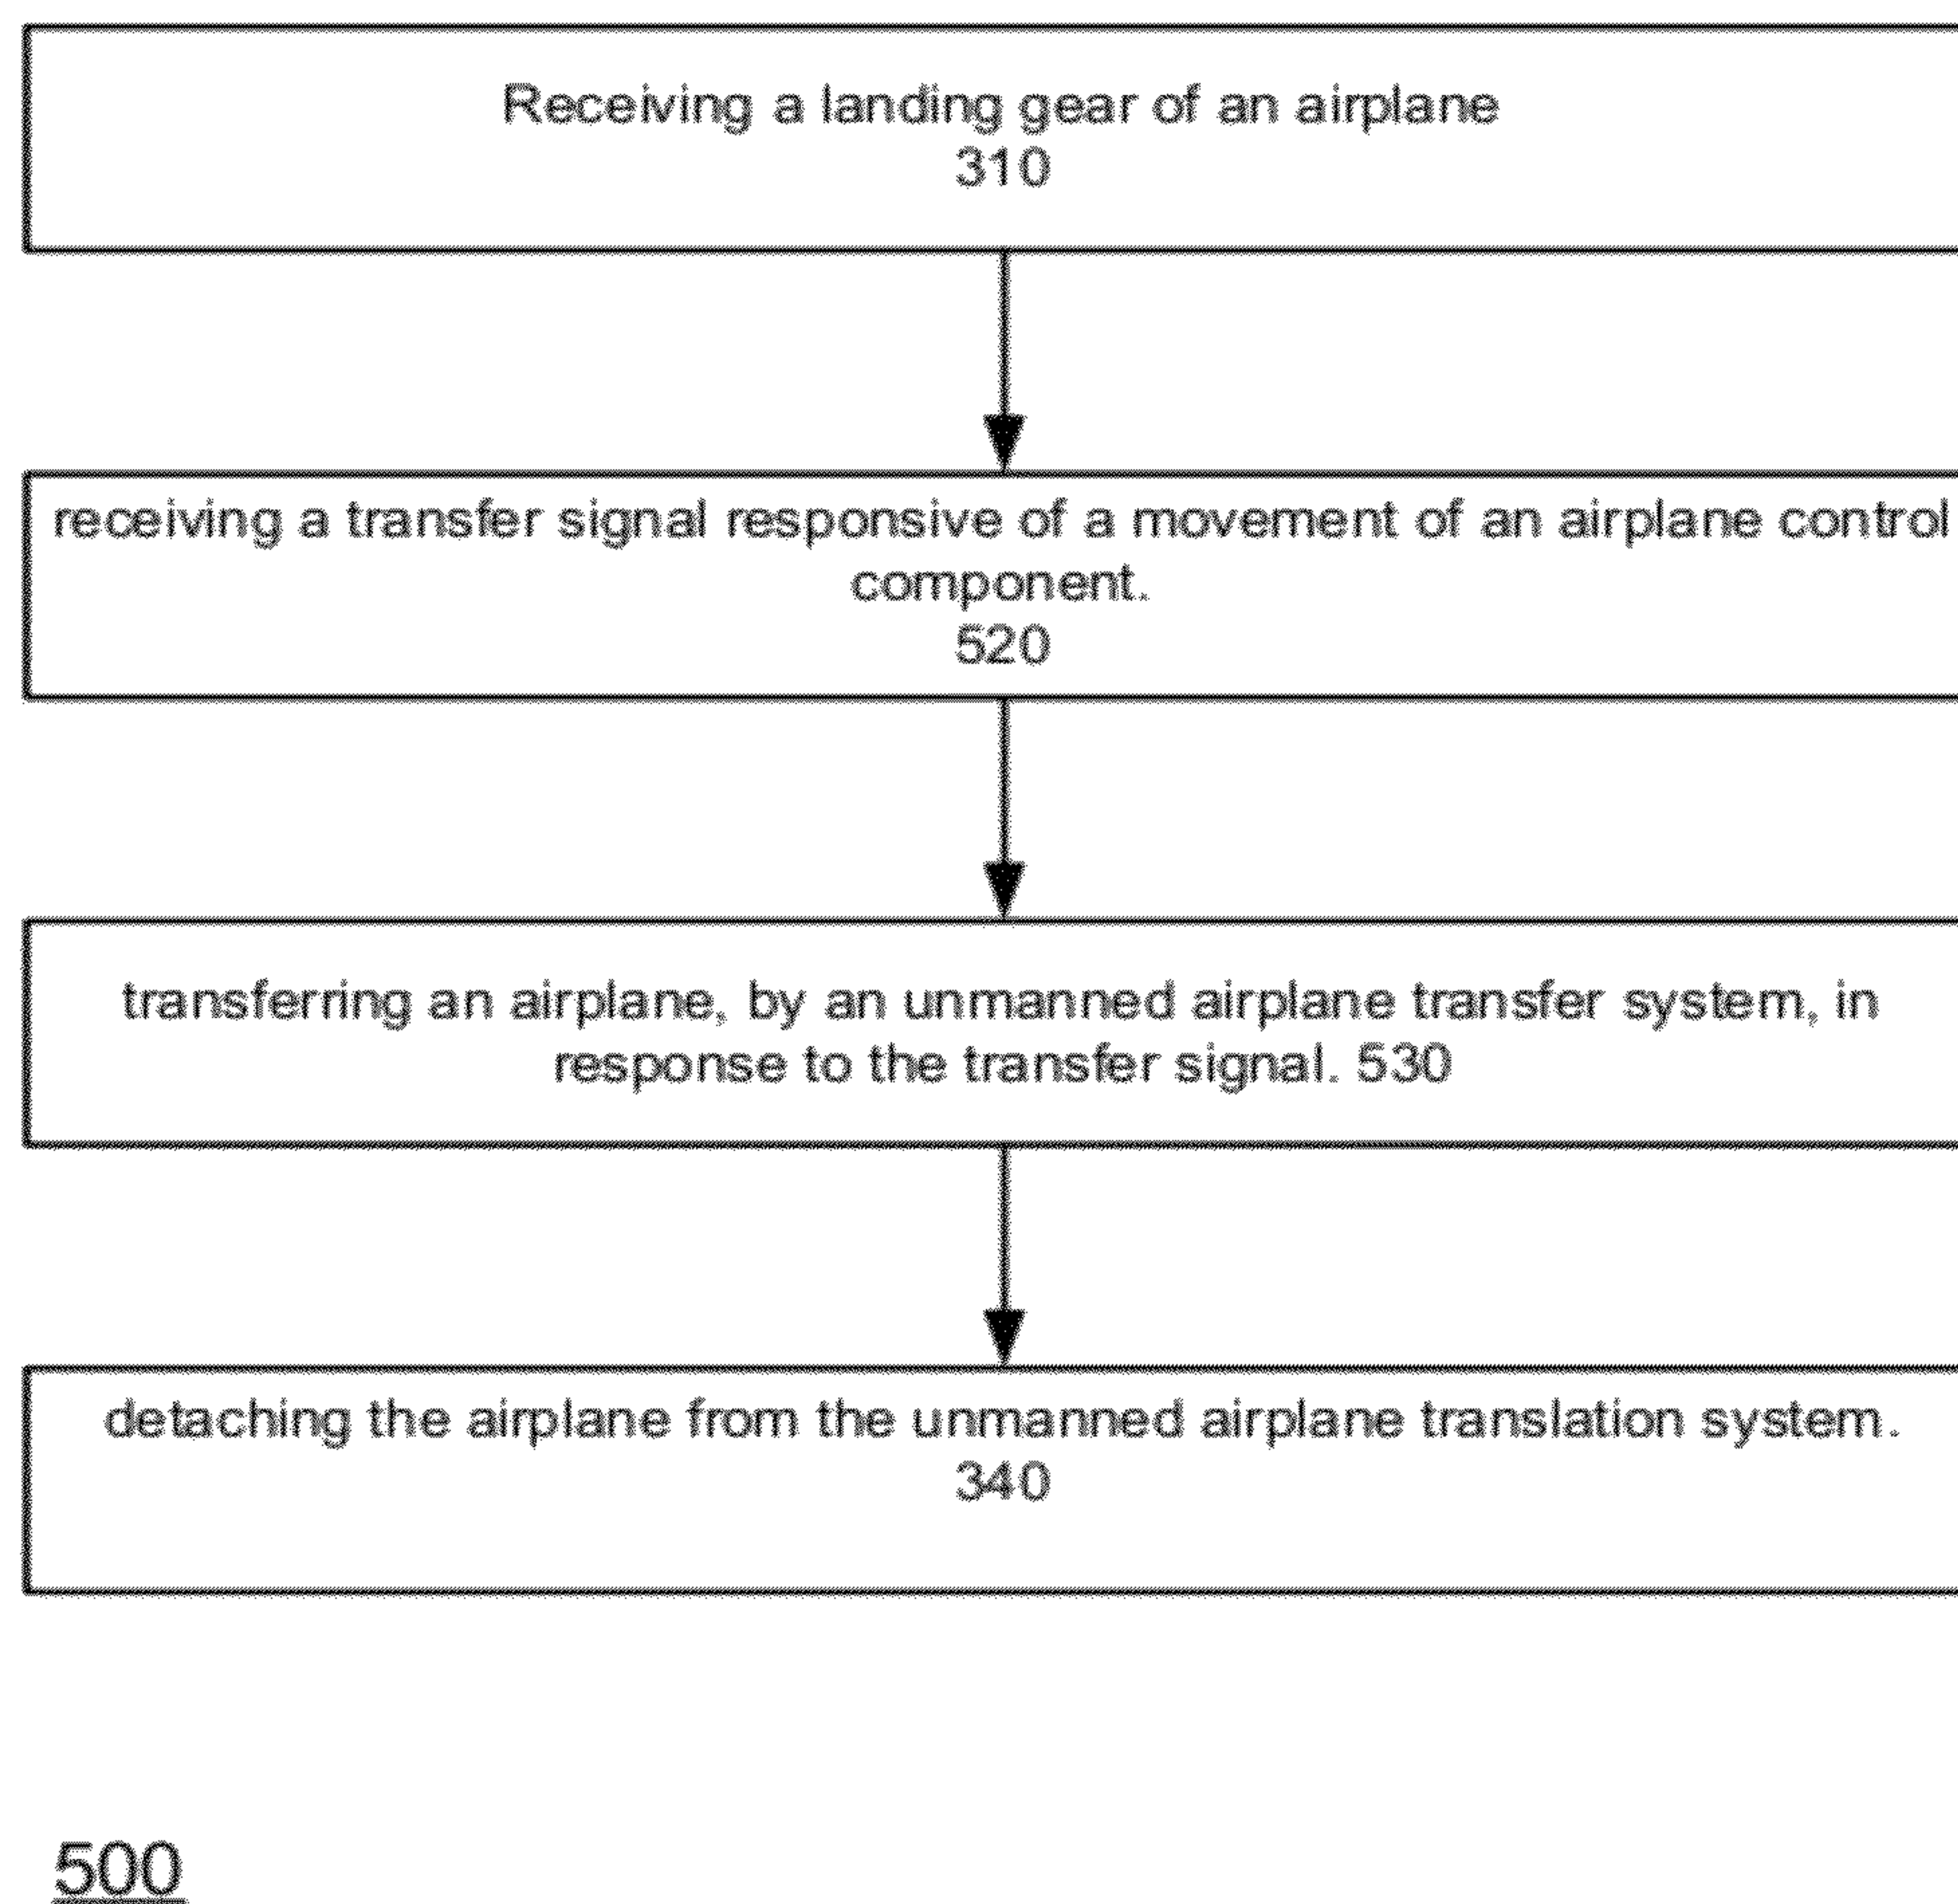 Receiving a landing gear of an airplane
310
receiving a transfer signal responsive of a movement of an airplane control
component.
520
transferring an airplane, by an unmanned airplane transfer system, in
response to the transfer signal. 530
detaching the airplane from the unmanned airplane translation system.
340
500